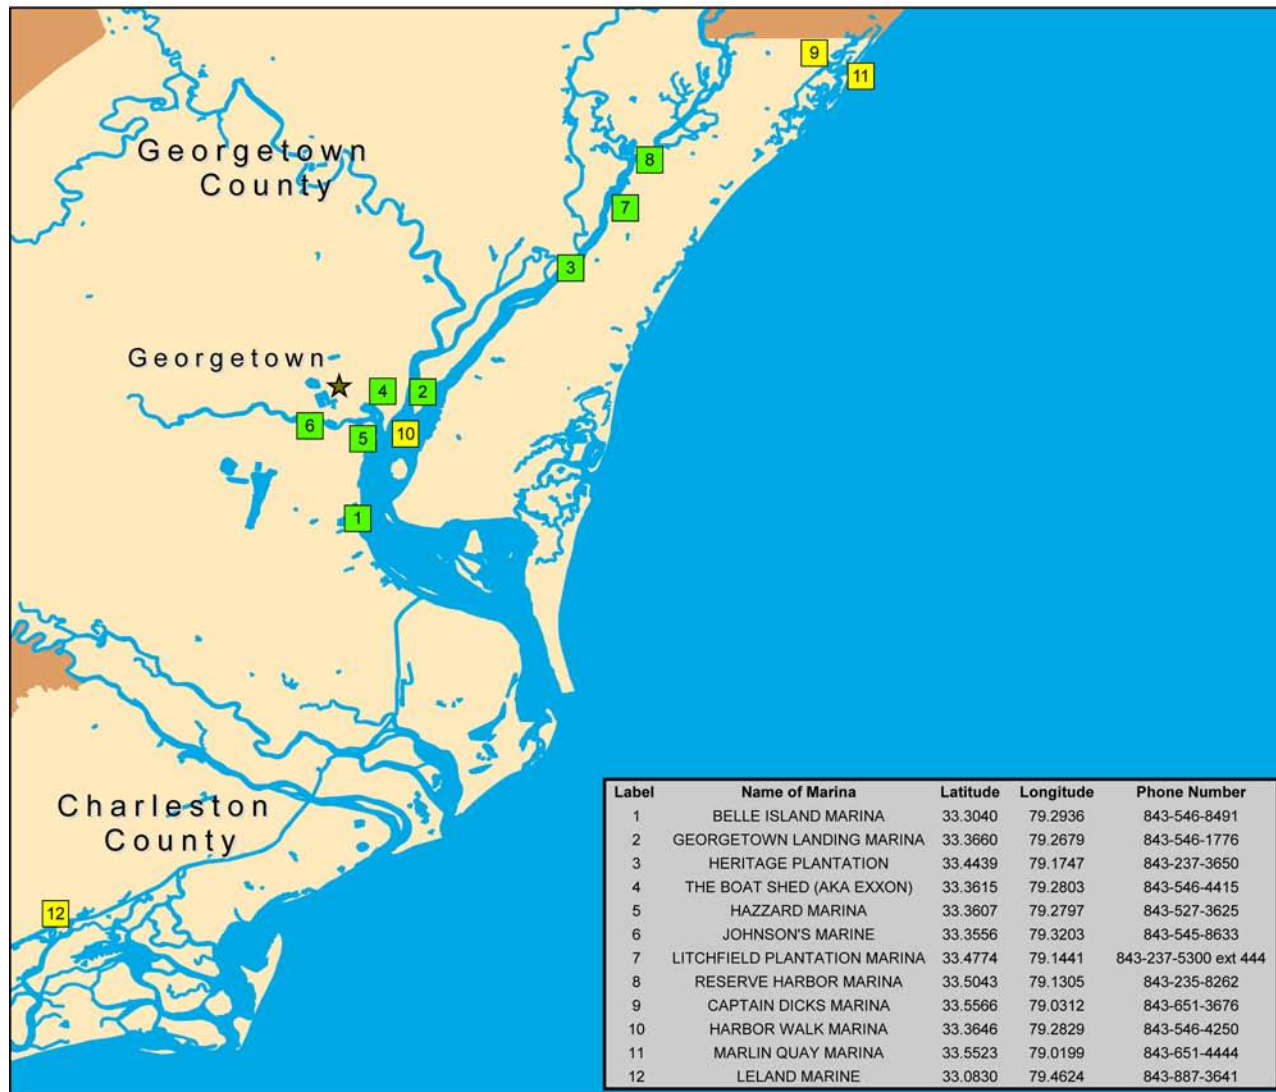 9
11
Georgetown
County
8
7
3
Georgetown
4
2
6
5
10
1
Charleston
County
12
Label Name of Marina Latitude Longitude Phone Number
1 BELLE ISLAND MARINA 33.3040 79.2936 843-546-8491
2 GEORGETOWN LANDING MARINA 33.3660 79.2679 843-546-1776
3 HERITAGE PLANTATION 33.4439 79.1747 843-237-3650
4 THE BOAT SHED (AKA EXXON) 33.3615 79.2803 843-546-4415
5 HAZZARD MARINA 33.3607 79.2797 843-527-3625
6 JOHNSON'S MARINE 33.3556 79.3203 843-545-8633
7 LITCHFIELD PLANTATION MARINA 33.4774 79.1441 843-237-5300 ext 444
8 RESERVE HARBOR MARINA 33.5043 79.1305 843-235-8262
9 CAPTAIN DICKS MARINA 33.5566 79.0312 843-651-3676
10 HARBOR WALK MARINA 33.3646 79.2829 843-546-4250
11 MARLIN QUAY MARINA 33.5523 79.0199 843-651-4444
12 LELAND MARINE 33.0830 79.4624 843-887-3641